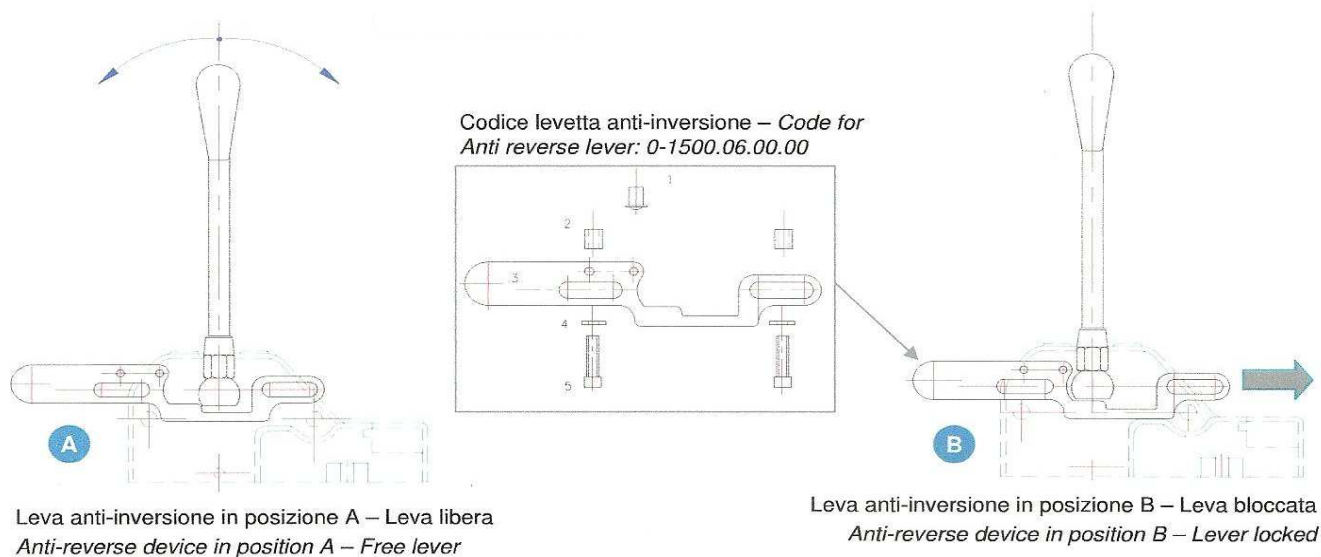 Codice levetta anti-inversione – Code for
Anti reverse lever: 0-1500.06.00.00
1
2
3
4
5
A
B
Leva anti-inversione in posizione A – Leva libera
Anti-reverse device in position A – Free lever
Leva anti-inversione in posizione B – Leva bloccata
Anti-reverse device in position B – Lever locked